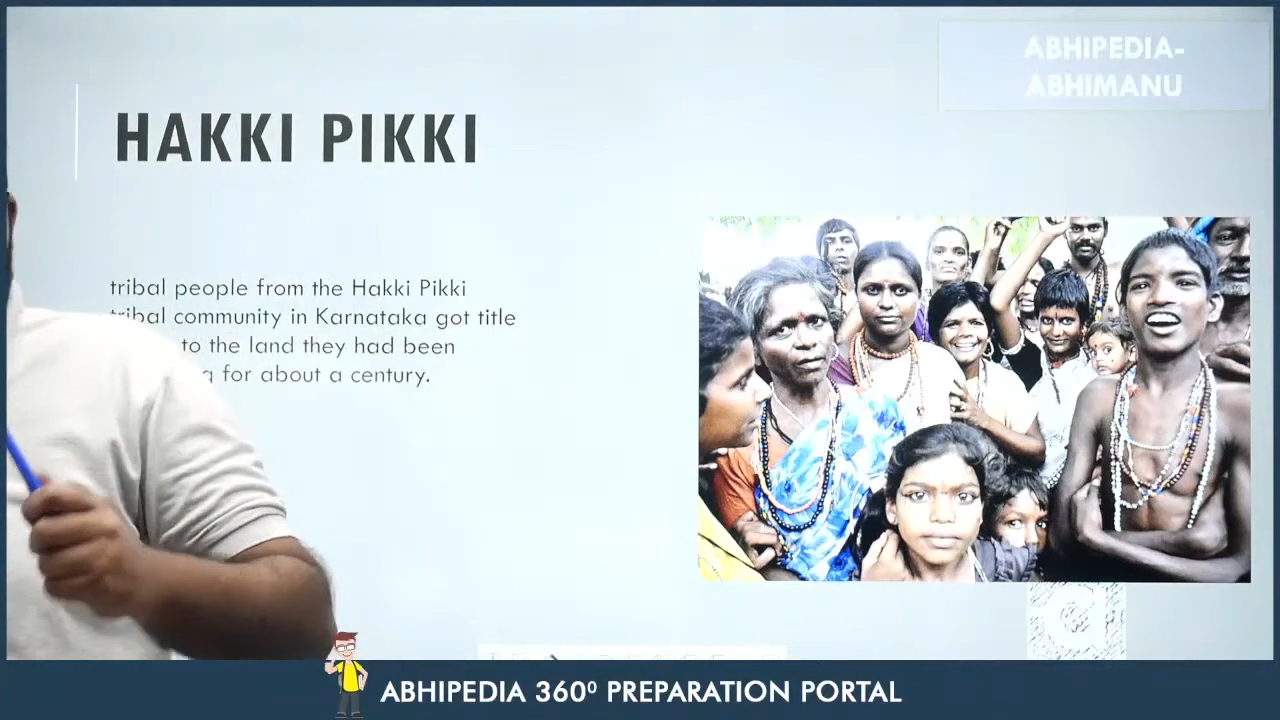 ABHIPEDIA-
ABHIMANU
HAKKI PIKKI
tribal people from the Hakki Pikki
tribal community in Karnataka got title
to the land they had been
for about a century.
ABHIPEDIA 360⁰ PREPARATION PORTAL